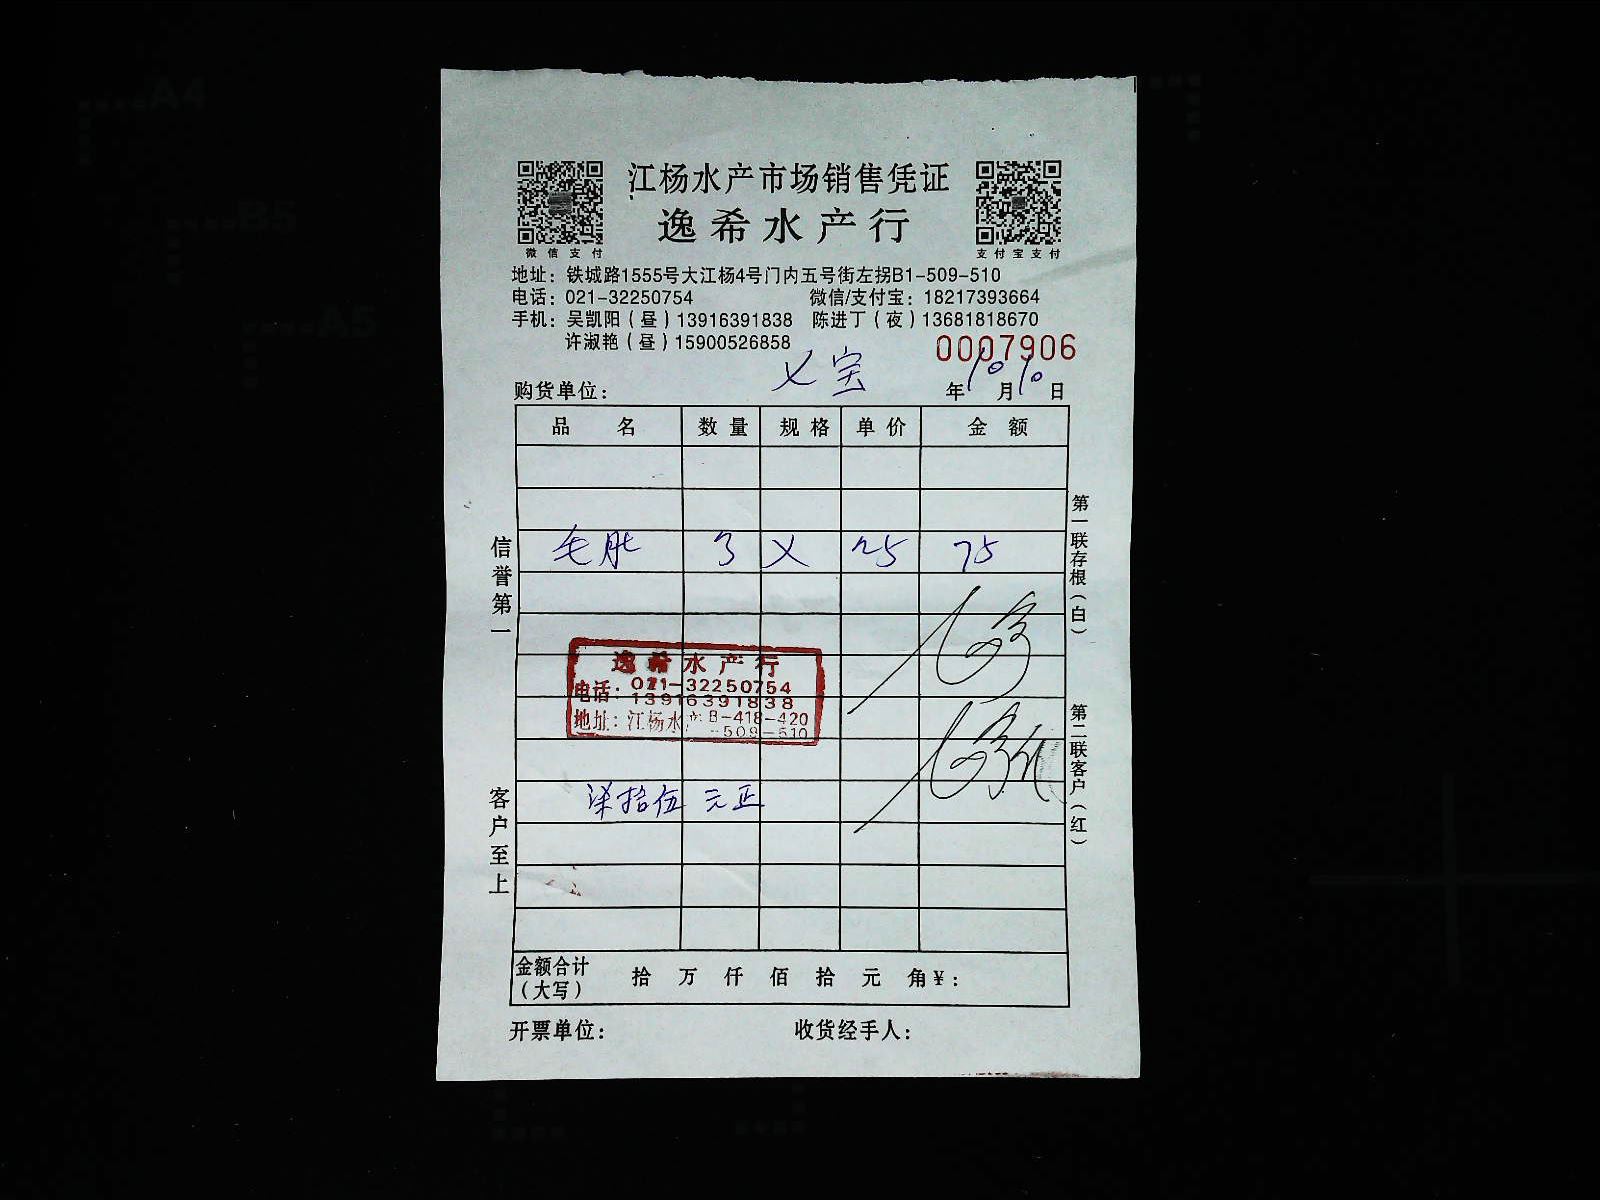 江杨水产市场销售凭证
逸希水产行
微信支付
支付宝支付
地址：铁城路1555号大江杨4号门内五号街左拐B1-509-510
电话：021-32250754 微信/支付宝：18217393664
手机：吴凯阳（昼）13916391838 陈进丁（夜）13681818670
许淑艳（昼）15900526858
0007906
购货单位： 年10月10日
品名 数量 规格 单价 金额
毛肚 3 25 75
逸希水产行
电话：021-32250754
13916391838
地址：江杨水产B-418-420
-509-510
柒拾伍元正
金额合计（大写） 拾 万 仟 佰 拾 元 角 ¥：
开票单位： 收货经手人：
信誉第一
客户至上
第一联存根（白）
第二联客户（红）